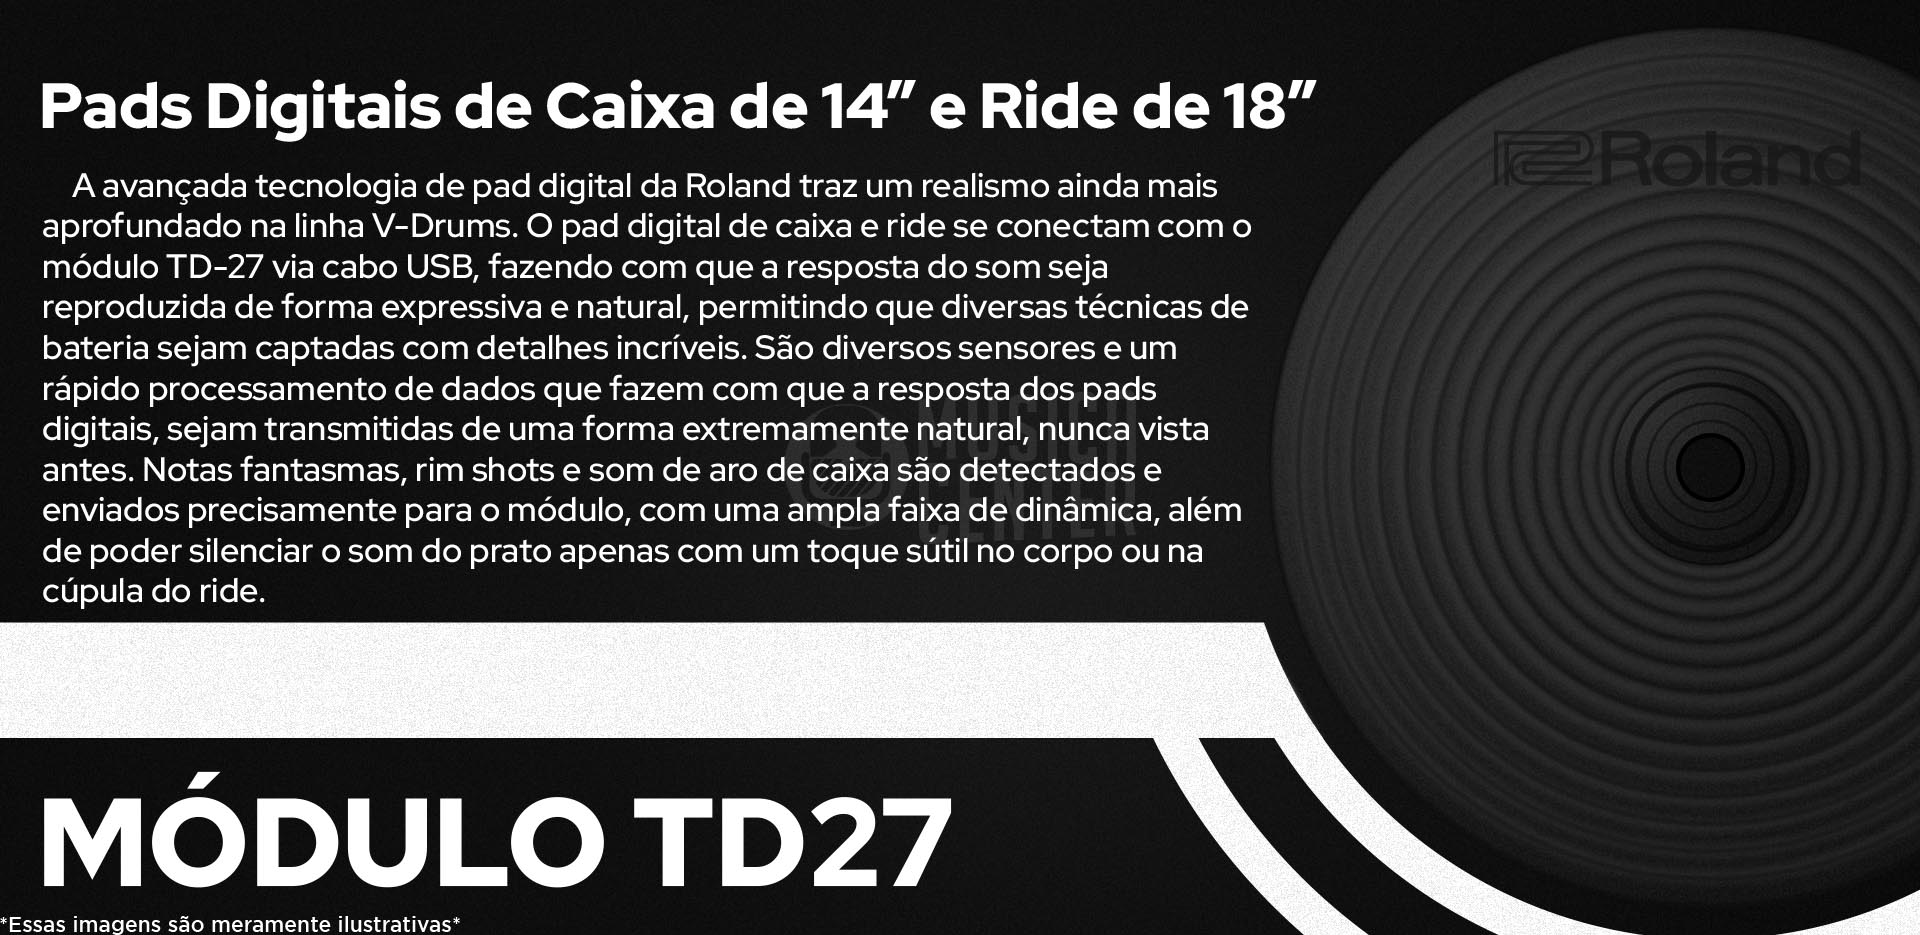 Pads Digitais de Caixa de 14” e Ride de 18”
Roland
A avançada tecnologia de pad digital da Roland traz um realismo ainda mais
aprofundado na linha V-Drums. O pad digital de caixa e ride se conectam com o
módulo TD-27 via cabo USB, fazendo com que a resposta do som seja
reproduzida de forma expressiva e natural, permitindo que diversas técnicas de
bateria sejam captadas com detalhes incríveis. São diversos sensores e um
rápido processamento de dados que fazem com que a resposta dos pads
digitais, sejam transmitidas de uma forma extremamente natural, nunca vista
antes. Notas fantasmas, rim shots e som de aro de caixa são detectados e
enviados precisamente para o módulo, com uma ampla faixa de dinâmica, além
de poder silenciar o som do prato apenas com um toque sútil no corpo ou na
cúpula do ride.
MUSICAL
CENTER
MÓDULO TD27
*Essas imagens são meramente ilustrativas*